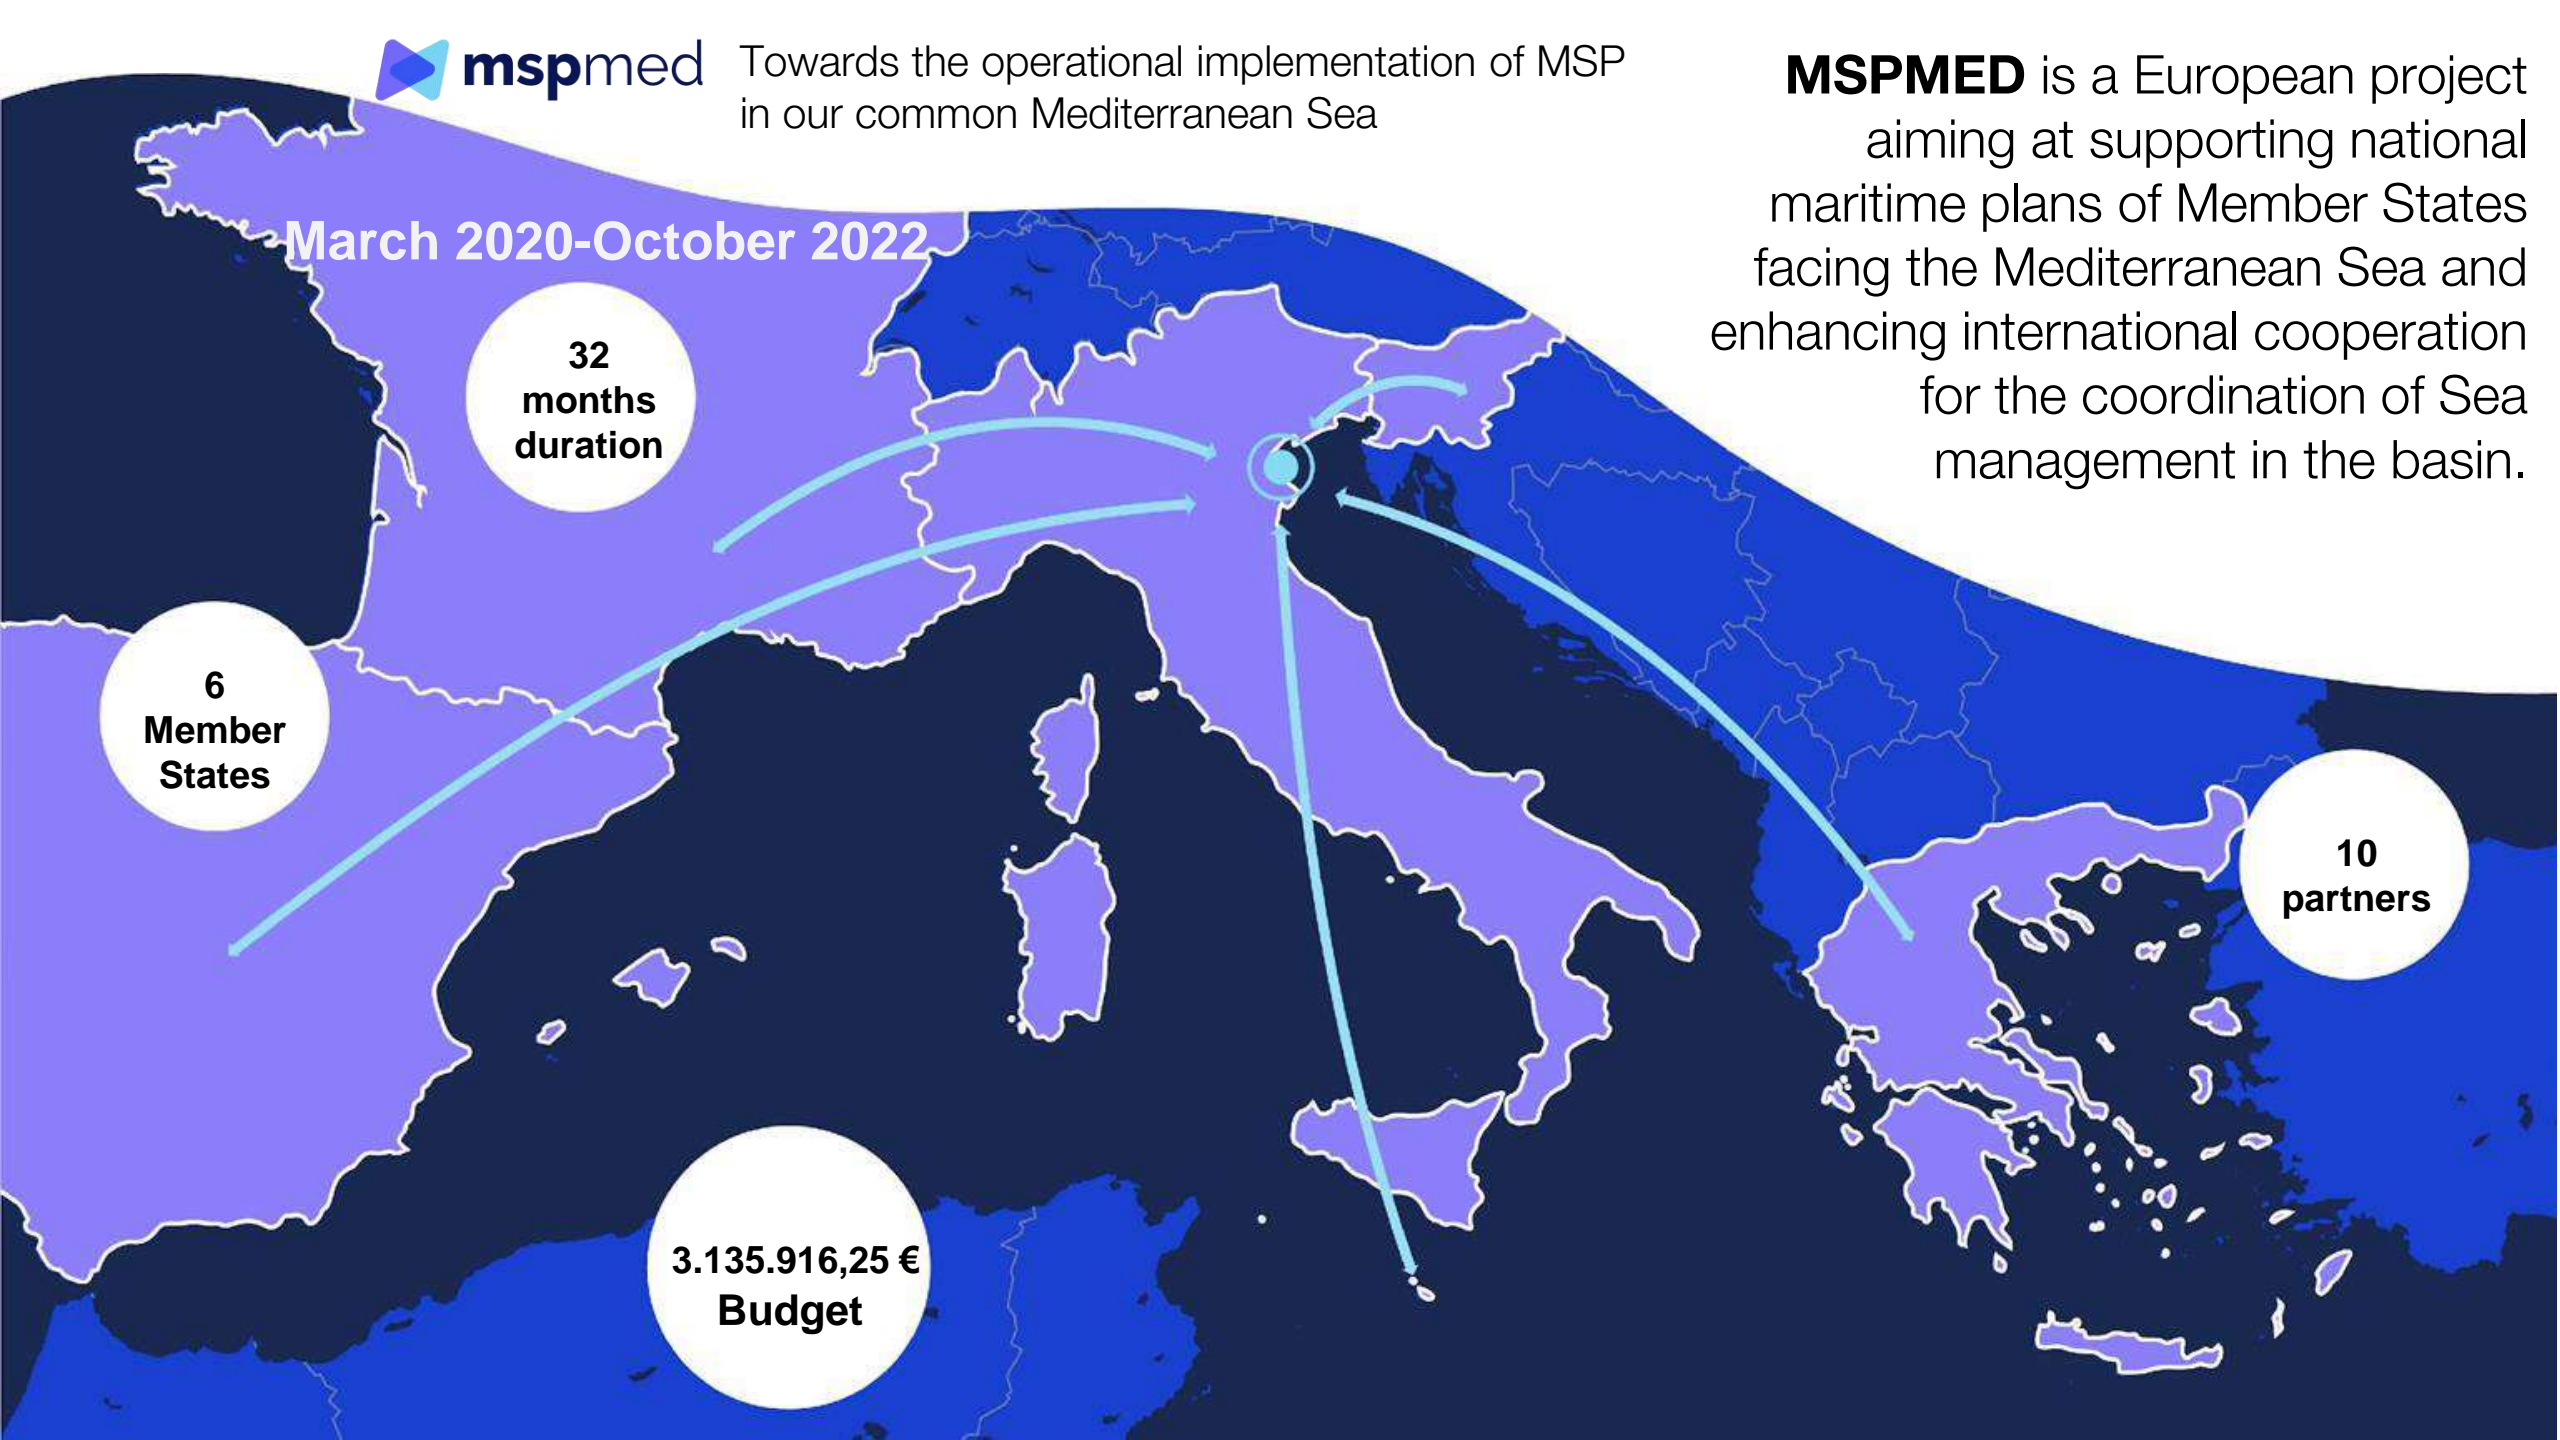 mspmed
Towards the operational implementation of MSP
in our common Mediterranean Sea
MSPMED is a European project
aiming at supporting national
maritime plans of Member States
facing the Mediterranean Sea and
enhancing international cooperation
for the coordination of Sea
management in the basin.
March 2020-October 2022
32
months
duration
6
Member
States
10
partners
3.135.916,25 €
Budget